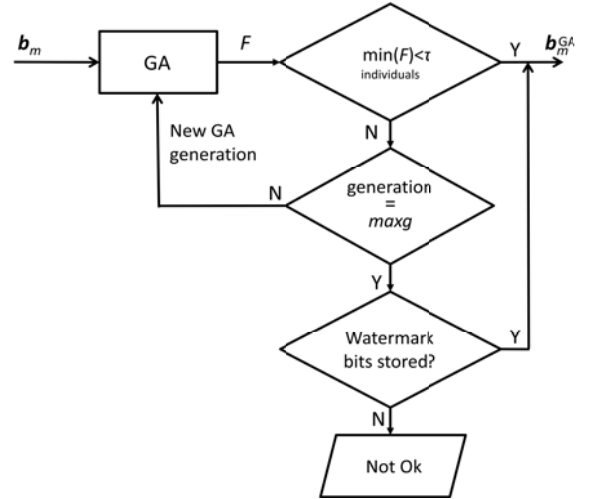 b_m
GA
F
min(F)<τ
individuals
Y
b_m^GA
N
New GA
generation
N
generation
=
maxg
Y
Watermark
bits stored?
Y
N
Not Ok